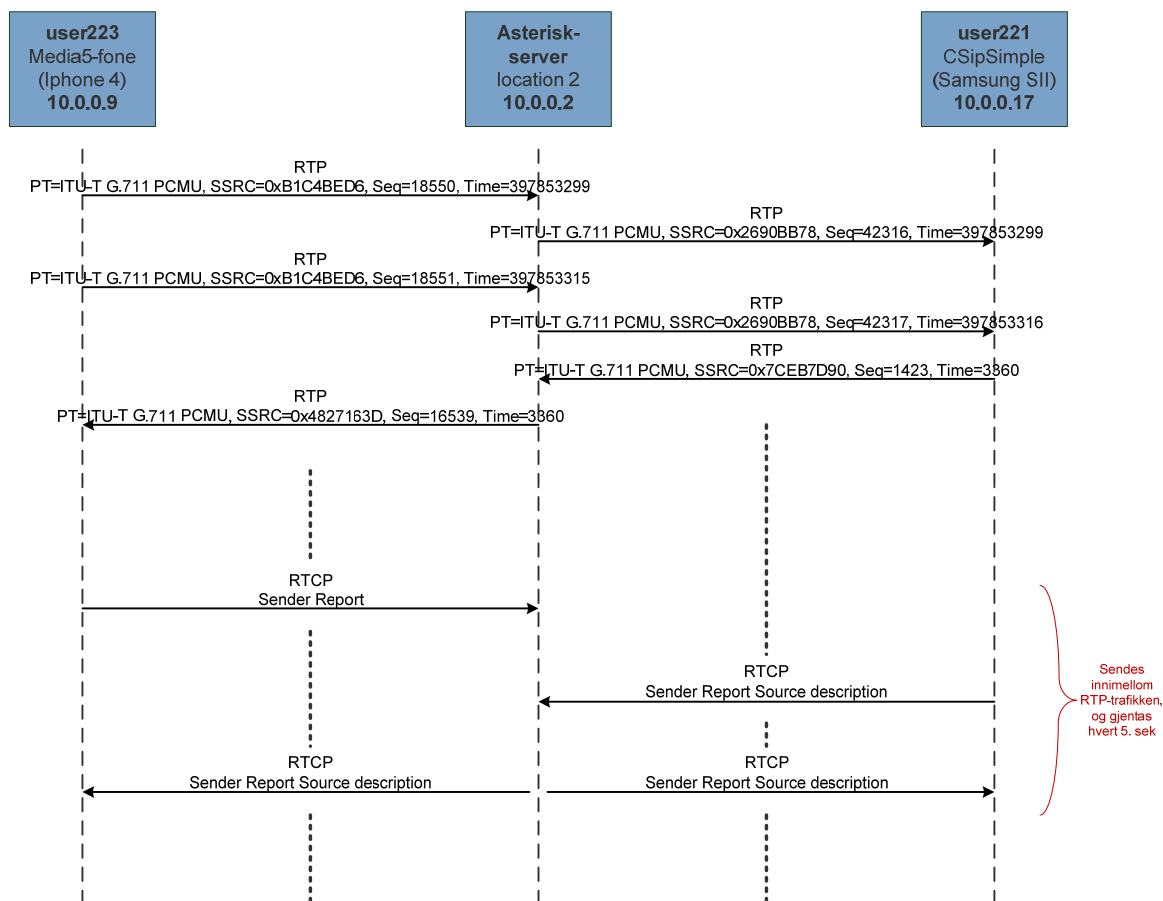 user223
Media5-fone
(Iphone 4)
10.0.0.9
Asterisk-
server
location 2
10.0.0.2
user221
CSipSimple
(Samsung SII)
10.0.0.17
RTP
PT=ITU-T G.711 PCMU, SSRC=0xB1C4BED6, Seq=18550, Time=397853299
RTP
PT=ITU-T G.711 PCMU, SSRC=0x2690BB78, Seq=42316, Time=397853299
RTP
PT=ITU-T G.711 PCMU, SSRC=0xB1C4BED6, Seq=18551, Time=397853315
RTP
PT=ITU-T G.711 PCMU, SSRC=0x2690BB78, Seq=42317, Time=397853316
RTP
PT=ITU-T G.711 PCMU, SSRC=0x7CEB7D90, Seq=1423, Time=3360
RTP
PT=ITU-T G.711 PCMU, SSRC=0x4827163D, Seq=16539, Time=3360
RTCP
Sender Report
RTCP
Sender Report Source description
RTCP
Sender Report Source description
RTCP
Sender Report Source description
Sendes
innimellom
RTP-trafikken,
og gjentas
hvert 5. sek